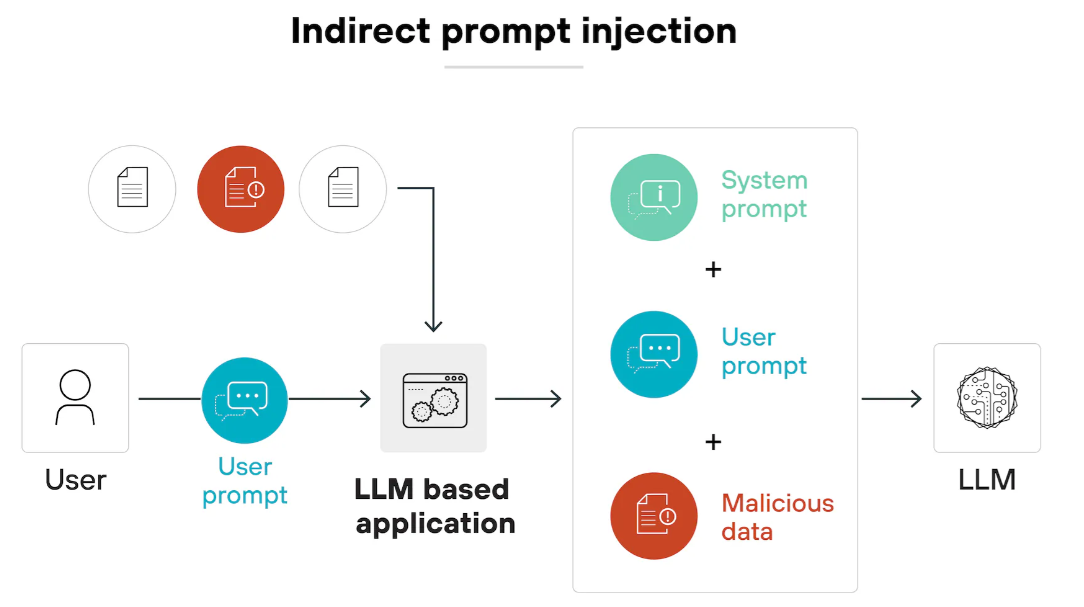 Indirect prompt injection
System
prompt
+
User
prompt
+
Malicious
data
User
User
prompt
LLM based
application
LLM